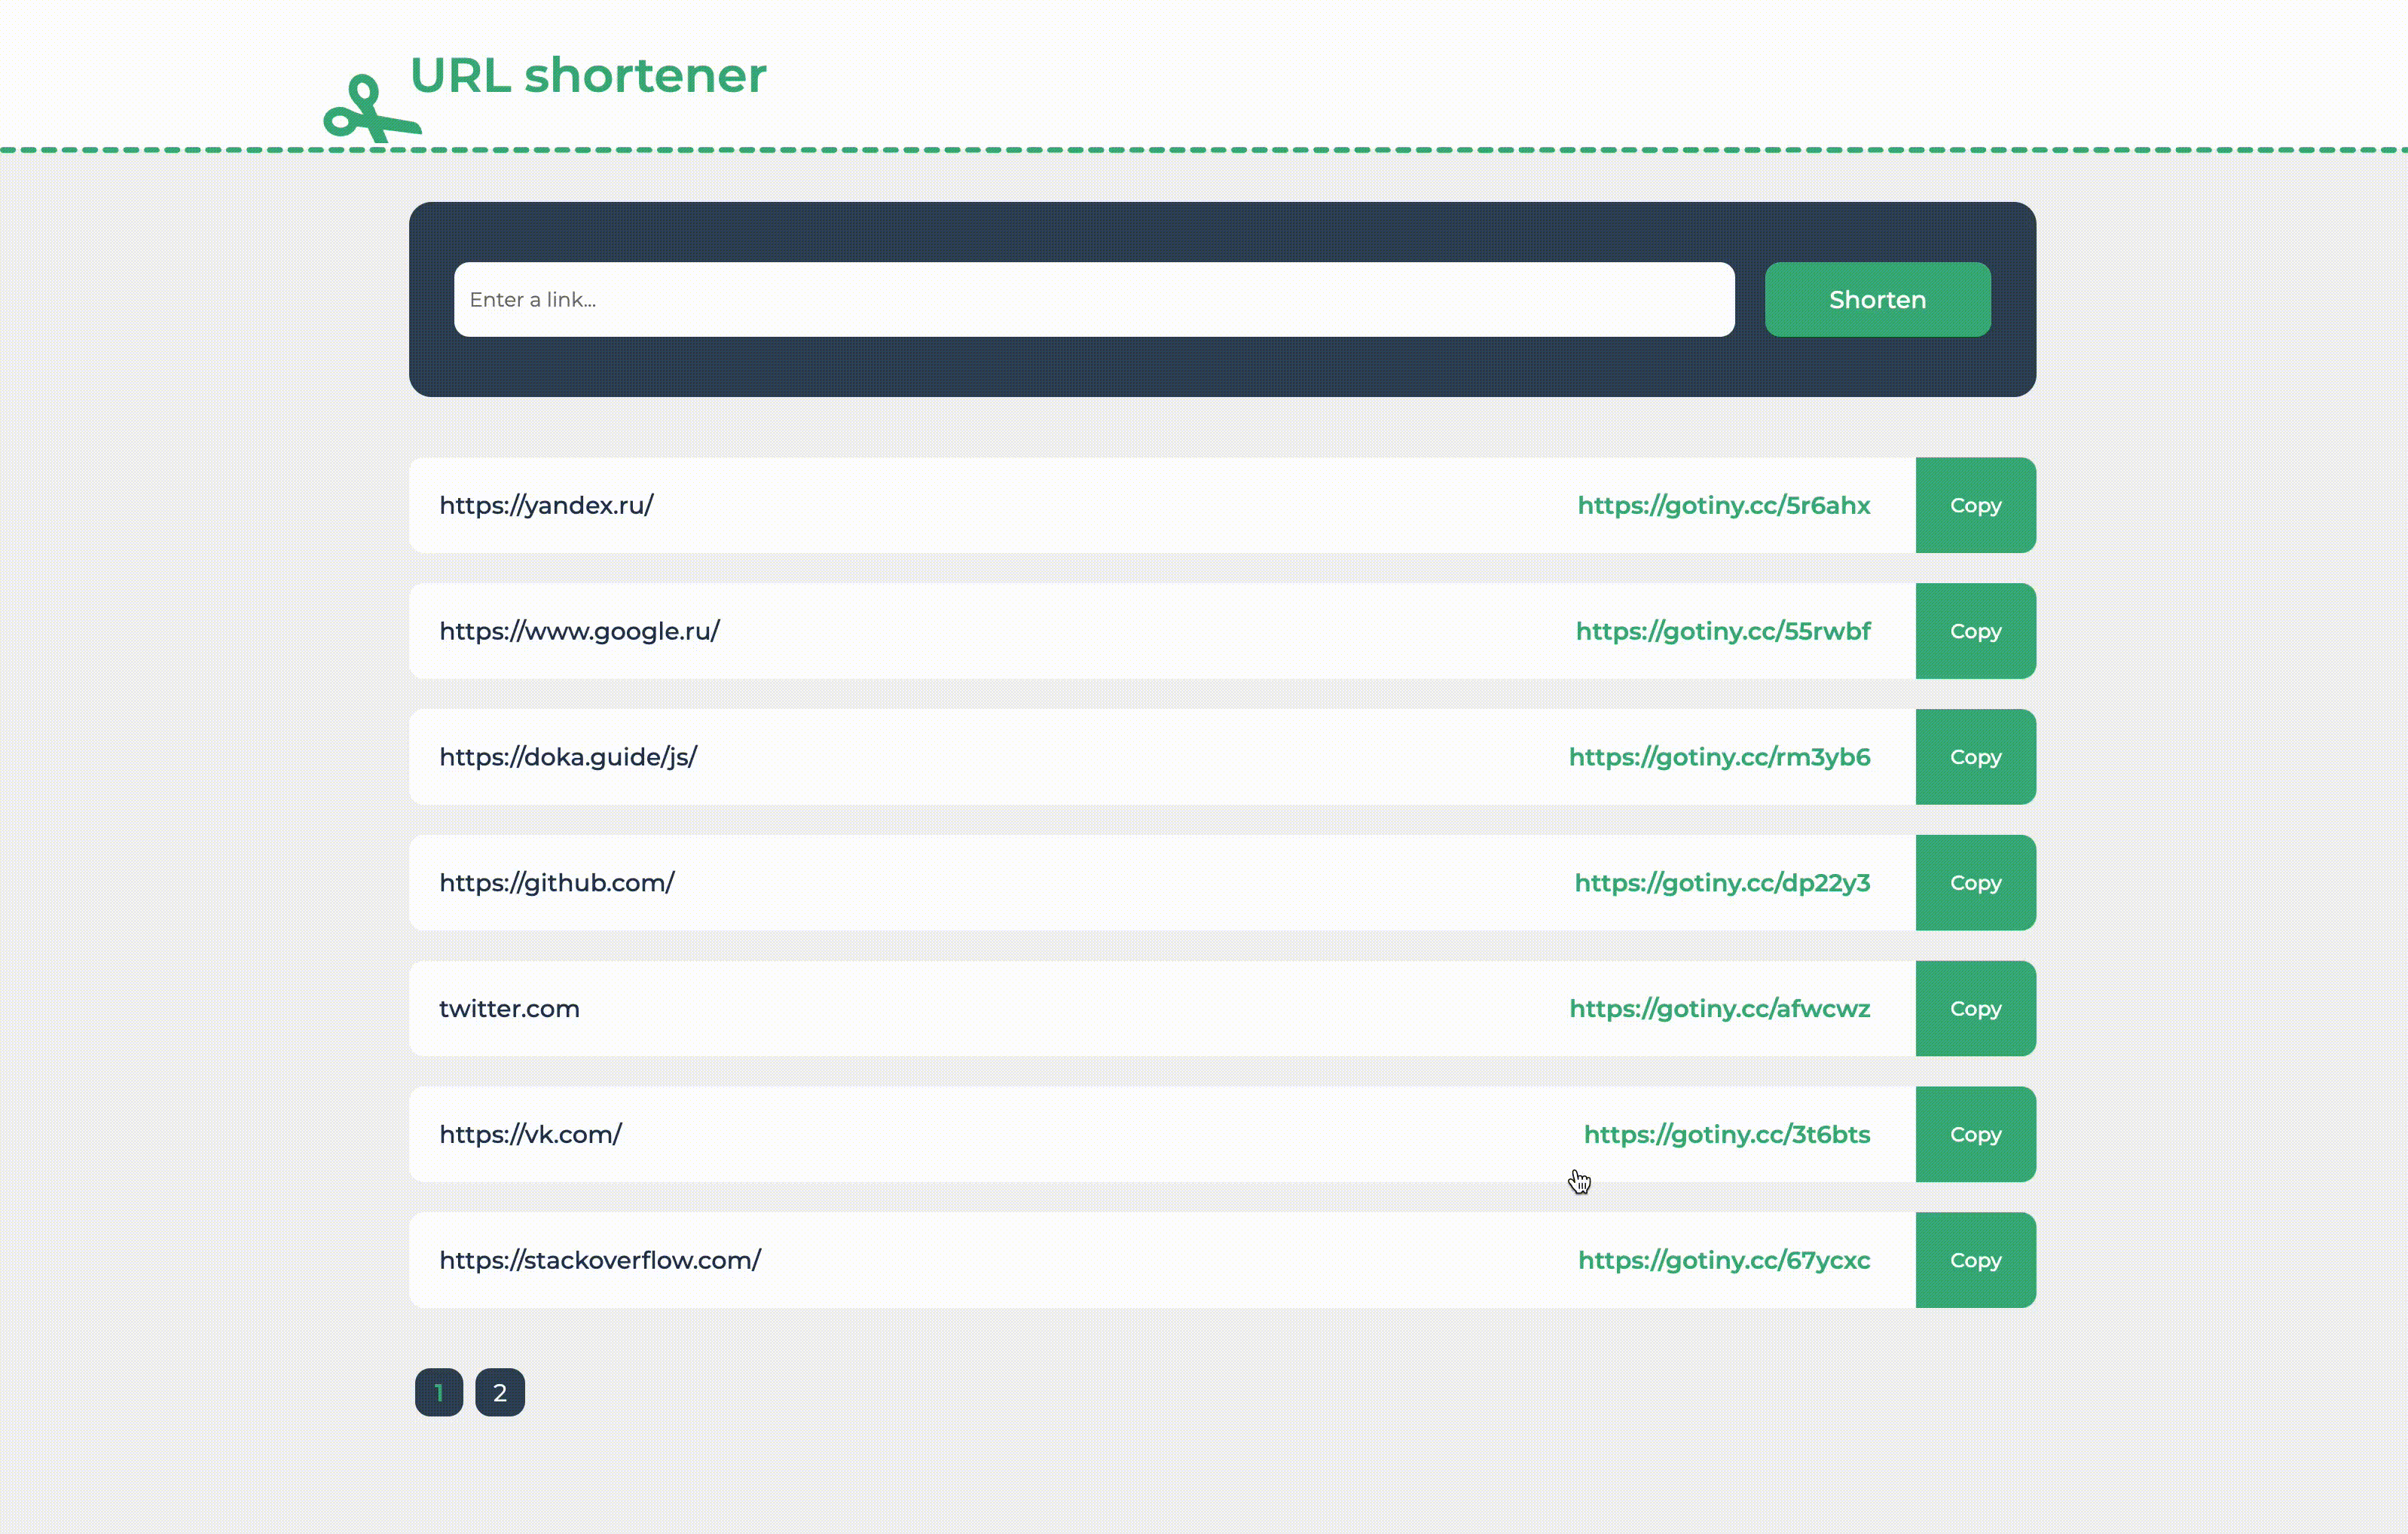 URL shortener
Enter a link...
Shorten
https://yandex.ru/ https://gotiny.cc/5r6ahx Copy
https://www.google.ru/ https://gotiny.cc/55rwbf Copy
https://doka.guide/js/ https://gotiny.cc/rm3yb6 Copy
https://github.com/ https://gotiny.cc/dp22y3 Copy
twitter.com https://gotiny.cc/afwcwz Copy
https://vk.com/ https://gotiny.cc/3t6bts Copy
https://stackoverflow.com/ https://gotiny.cc/67ycxc Copy
1 2